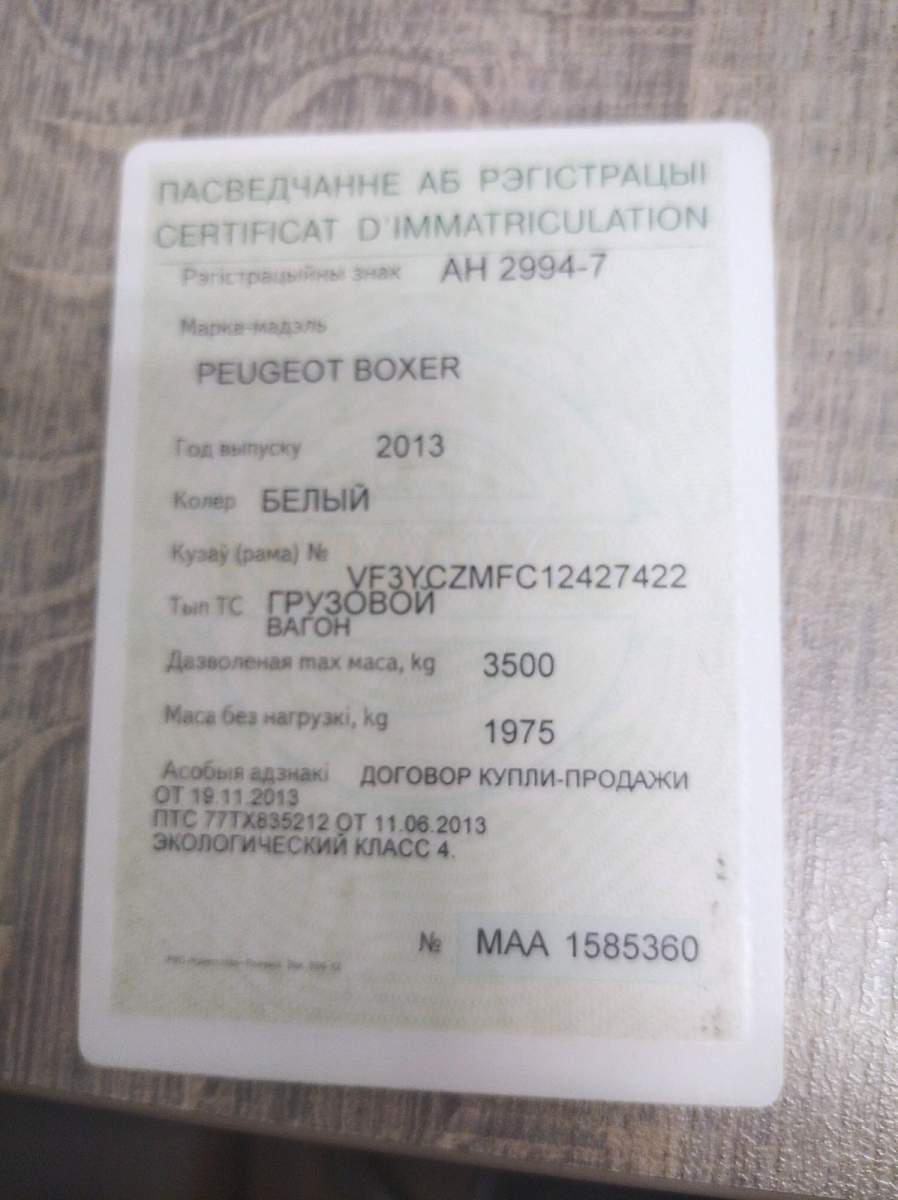 ПАСВЕДЧАННЕ АБ РЭГІСТРАЦЫІ
CERTIFICAT D'IMMATRICULATION
Рэгістрацыйны знак АН 2994-7
Марка-мадэль
PEUGEOT BOXER
Год выпуску 2013
Колер БЕЛЫЙ
Кузаў (рама) №
VF3YCZMFC12427422
Тып ТС ГРУЗОВОЙ
ВАГОН
Дазволеная max маса, kg 3500
Маса без нагрузкі, kg 1975
Асобыя адзнакі ДОГОВОР КУПЛИ-ПРОДАЖИ
ОТ 19.11.2013
ПТС 77ТХ835212 ОТ 11.06.2013
ЭКОЛОГИЧЕСКИЙ КЛАСС 4.
№ МАА 1585360